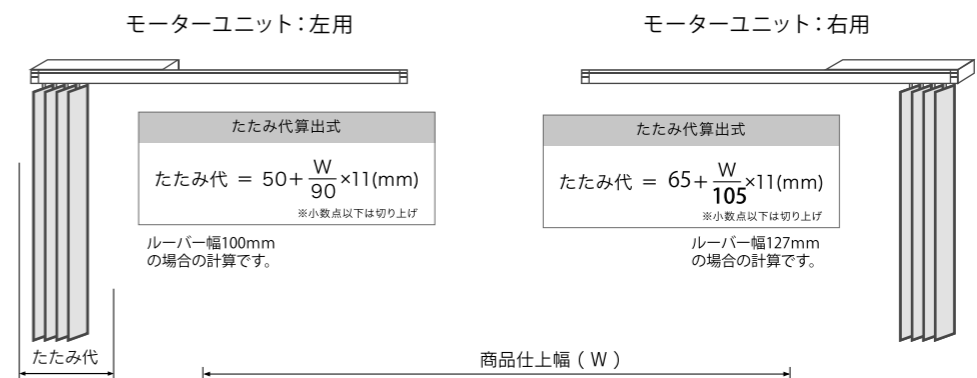 モーターユニット：左用
モーターユニット：右用
たたみ代算出式
たたみ代 ＝ 50＋W/90×11(mm)
※小数点以下は切り上げ
ルーバー幅100mm
の場合の計算です。
たたみ代算出式
たたみ代 ＝ 65＋W/105×11(mm)
※小数点以下は切り上げ
ルーバー幅127mm
の場合の計算です。
たたみ代
商品仕上幅（W）